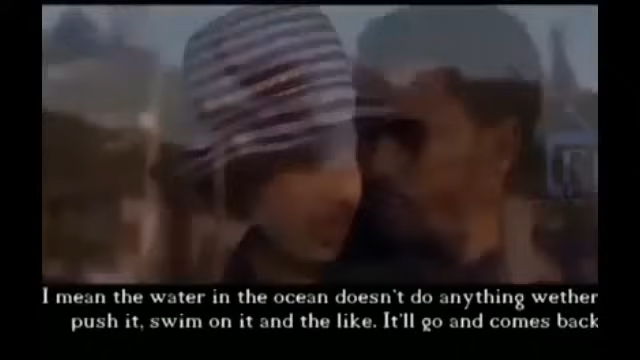 I mean the water in the ocean doesn't do anything wether
push it, swim on it and the like. It'll go and comes back